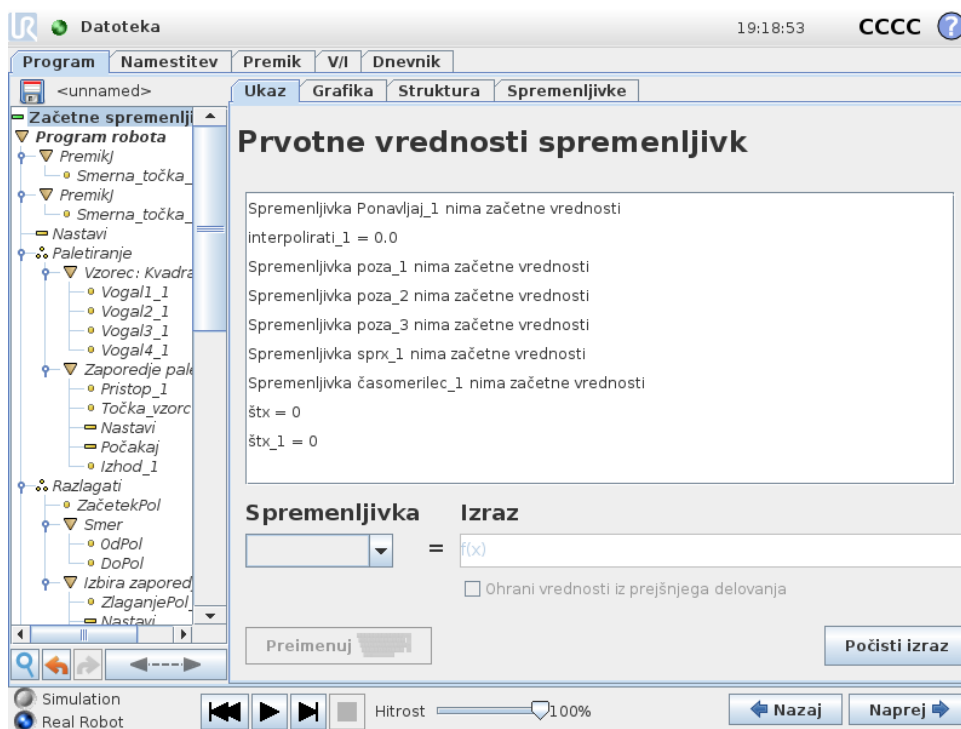 Datoteka
19:18:53
CCCC
?
Program Namestitev Premik V/I Dnevnik
<unnamed>
Ukaz Grafika Struktura Spremenljivke
Začetne spremenlji
Program robota
PremikJ
Smerna_točka_
PremikJ
Smerna_točka_
Nastavi
Paletiranje
Vzorec: Kvadra
Vogal1_1
Vogal2_1
Vogal3_1
Vogal4_1
Zaporedje pale
Pristop_1
Točka_vzorc
Nastavi
Počakaj
Izhod_1
Razlagati
ZačetekPol
Smer
OdPol
DoPol
Izbira zapored
ZlaganjePol_
Nastavi
Prvotne vrednosti spremenljivk
Spremenljivka Ponavljaj_1 nima začetne vrednosti
interpolirati_1 = 0.0
Spremenljivka poza_1 nima začetne vrednosti
Spremenljivka poza_2 nima začetne vrednosti
Spremenljivka poza_3 nima začetne vrednosti
Spremenljivka sprx_1 nima začetne vrednosti
Spremenljivka časomerilec_1 nima začetne vrednosti
štx = 0
štx_1 = 0
Spremenljivka Izraz
= f(x)
Ohrani vrednosti iz prejšnjega delovanja
Preimenuj
Počisti izraz
Simulation
Real Robot
Hitrost 100%
Nazaj
Naprej